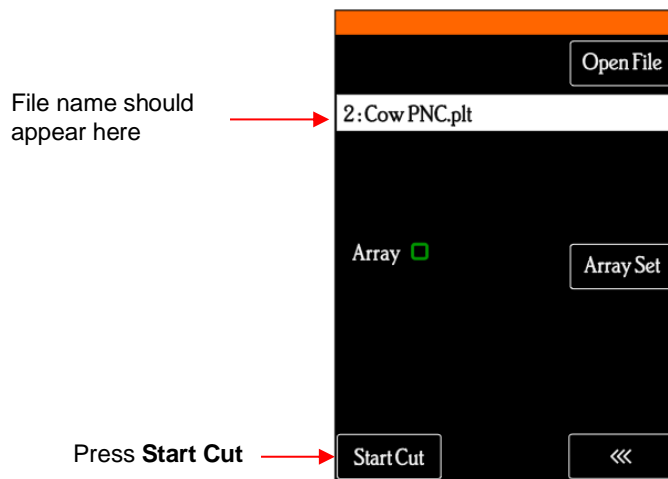 Open File
File name should
appear here
2:Cow PNC.plt
Array
Array Set
Press Start Cut
Start Cut
<<<